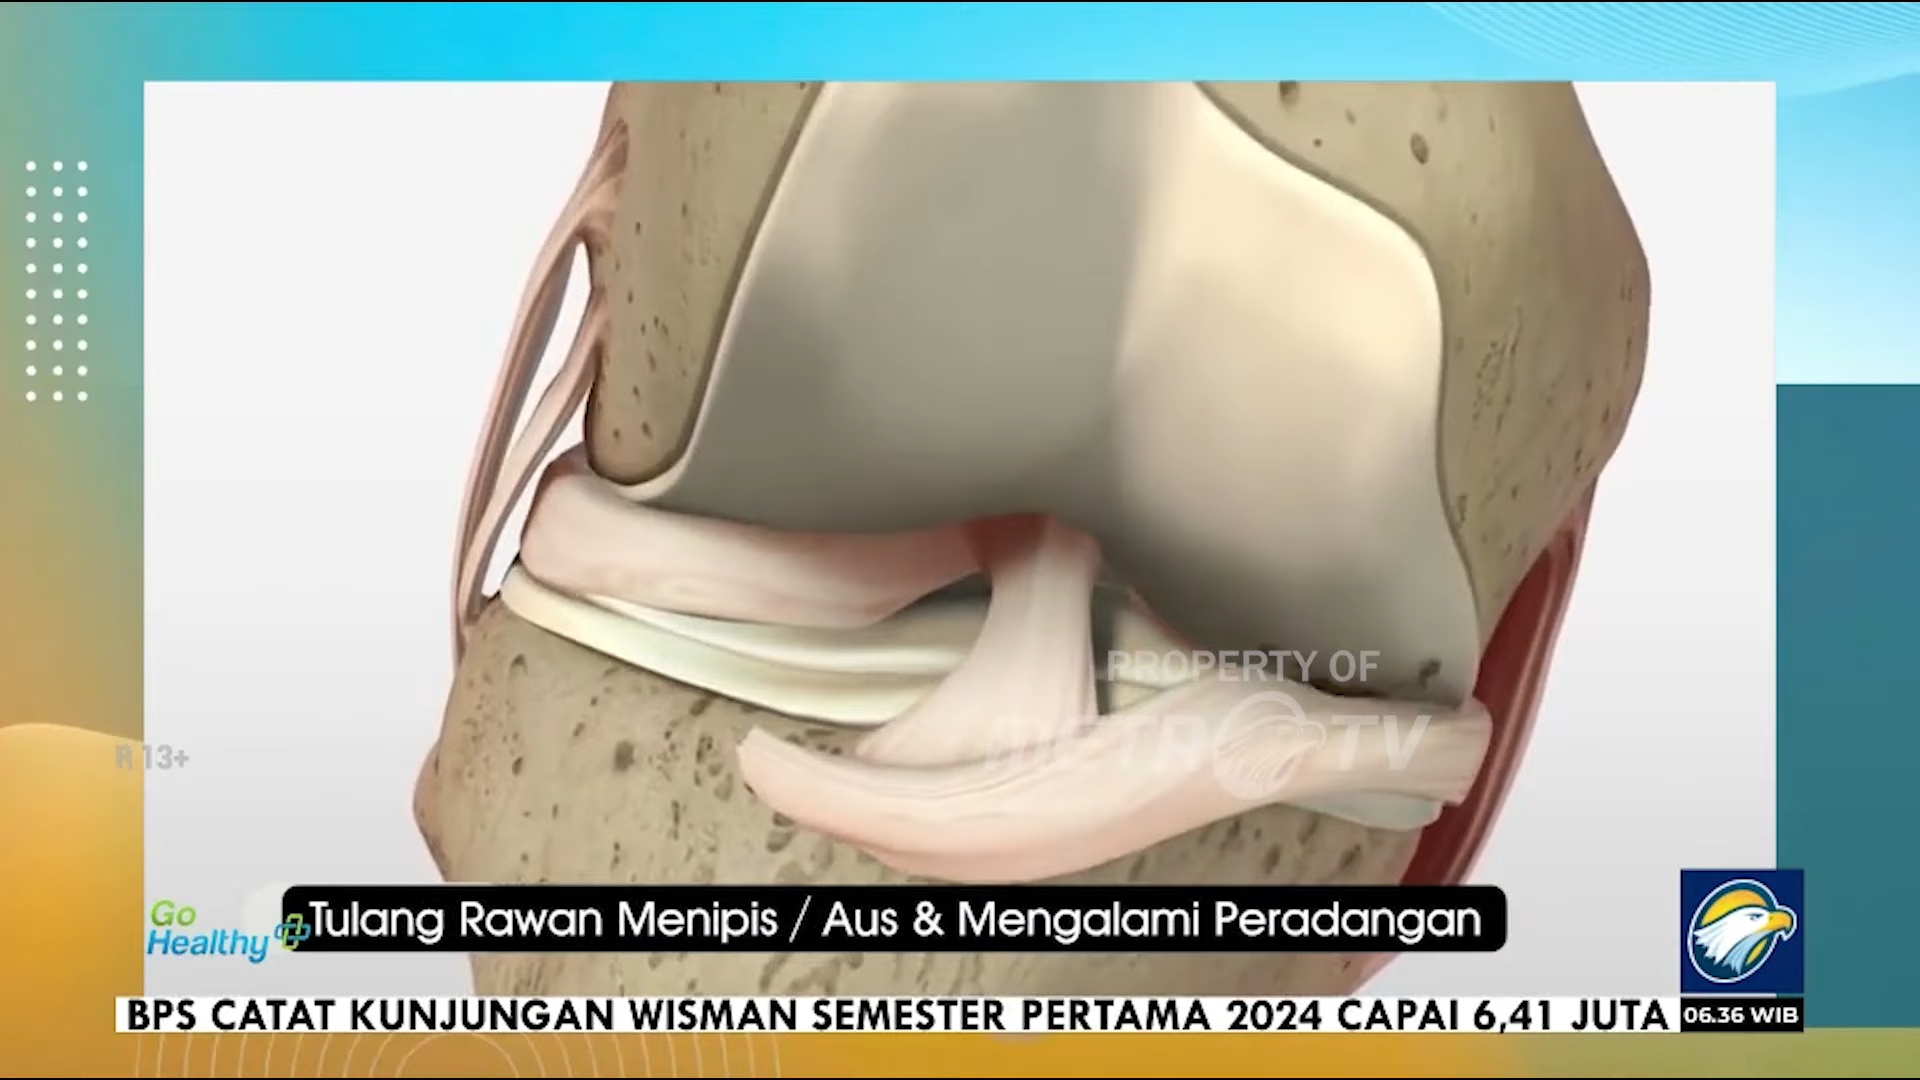 PROPERTY OF
METRO TV
R 13+
Go
Healthy
Tulang Rawan Menipis / Aus & Mengalami Peradangan
BPS CATAT KUNJUNGAN WISMAN SEMESTER PERTAMA 2024 CAPAI 6,41 JUTA
06.36 WIB